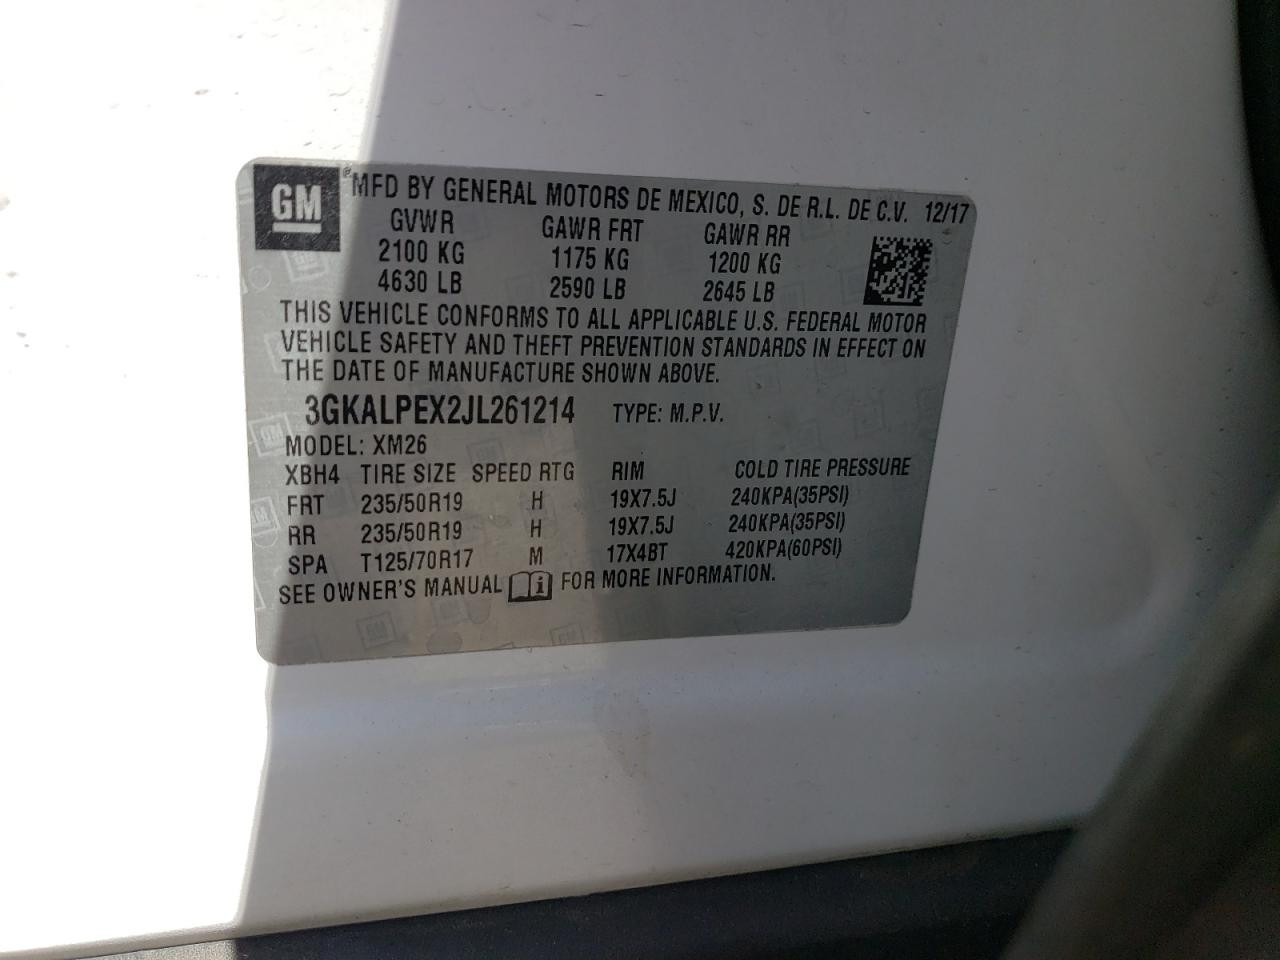 GM ® MFD BY GENERAL MOTORS DE MEXICO, S. DE R.L. DE C.V. 12/17
GVWR GAWR FRT GAWR RR
2100 KG 1175 KG 1200 KG
4630 LB 2590 LB 2645 LB
THIS VEHICLE CONFORMS TO ALL APPLICABLE U.S. FEDERAL MOTOR
VEHICLE SAFETY AND THEFT PREVENTION STANDARDS IN EFFECT ON
THE DATE OF MANUFACTURE SHOWN ABOVE.
3GKALPEX2JL261214 TYPE: M.P.V.
MODEL: XM26
XBH4 TIRE SIZE SPEED RTG RIM COLD TIRE PRESSURE
FRT 235/50R19 H 19X7.5J 240KPA(35PSI)
RR 235/50R19 H 19X7.5J 240KPA(35PSI)
SPA T125/70R17 M 17X4BT 420KPA(60PSI)
SEE OWNER'S MANUAL i FOR MORE INFORMATION.